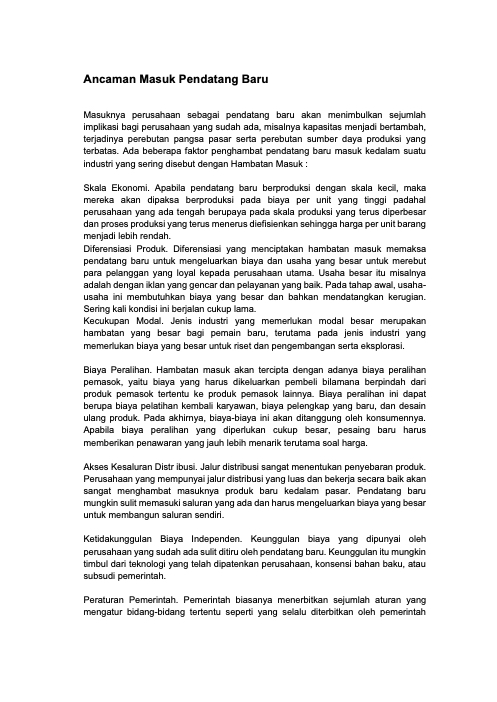 Ancaman Masuk Pendatang Baru
Masuknya perusahaan sebagai pendatang baru akan menimbulkan sejumlah
implikasi bagi perusahaan yang sudah ada, misalnya kapasitas menjadi bertambah,
terjadinya perebutan pangsa pasar serta perebutan sumber daya produksi yang
terbatas. Ada beberapa faktor penghambat pendatang baru masuk kedalam suatu
industri yang sering disebut dengan Hambatan Masuk :
Skala Ekonomi. Apabila pendatang baru berproduksi dengan skala kecil, maka
mereka akan dipaksa berproduksi pada biaya per unit yang tinggi padahal
perusahaan yang ada tengah berupaya pada skala produksi yang terus diperbesar
dan proses produksi yang terus menerus diefisienkan sehingga harga per unit barang
menjadi lebih rendah.
Diferensiasi Produk. Diferensiasi yang menciptakan hambatan masuk memaksa
pendatang baru untuk mengeluarkan biaya dan usaha yang besar untuk merebut
para pelanggan yang loyal kepada perusahaan utama. Usaha besar itu misalnya
adalah dengan iklan yang gencar dan pelayanan yang baik. Pada tahap awal, usaha-
usaha ini membutuhkan biaya yang besar dan bahkan mendatangkan kerugian.
Sering kali kondisi ini berjalan cukup lama.
Kecukupan Modal. Jenis industri yang memerlukan modal besar merupakan
hambatan yang besar bagi pemain baru, terutama pada jenis industri yang
memerlukan biaya yang besar untuk riset dan pengembangan serta eksplorasi.
Biaya Peralihan. Hambatan masuk akan tercipta dengan adanya biaya peralihan
pemasok, yaitu biaya yang harus dikeluarkan pembeli bilamana berpindah dari
produk pemasok tertentu ke produk pemasok lainnya. Biaya peralihan ini dapat
berupa biaya pelatihan kembali karyawan, biaya pelengkap yang baru, dan desain
ulang produk. Pada akhirnya, biaya-biaya ini akan ditanggung oleh konsumennya.
Apabila biaya peralihan yang diperlukan cukup besar, pesaing baru harus
memberikan penawaran yang jauh lebih menarik terutama soal harga.
Akses Kesaluran Distr ibusi. Jalur distribusi sangat menentukan penyebaran produk.
Perusahaan yang mempunyai jalur distribusi yang luas dan bekerja secara baik akan
sangat menghambat masuknya produk baru kedalam pasar. Pendatang baru
mungkin sulit memasuki saluran yang ada dan harus mengeluarkan biaya yang besar
untuk membangun saluran sendiri.
Ketidakunggulan Biaya Independen. Keunggulan biaya yang dipunyai oleh
perusahaan yang sudah ada sulit ditiru oleh pendatang baru. Keunggulan itu mungkin
timbul dari teknologi yang telah dipatenkan perusahaan, konsensi bahan baku, atau
subsudi pemerintah.
Peraturan Pemerintah. Pemerintah biasanya menerbitkan sejumlah aturan yang
mengatur bidang-bidang tertentu seperti yang selalu diterbitkan oleh pemerintah